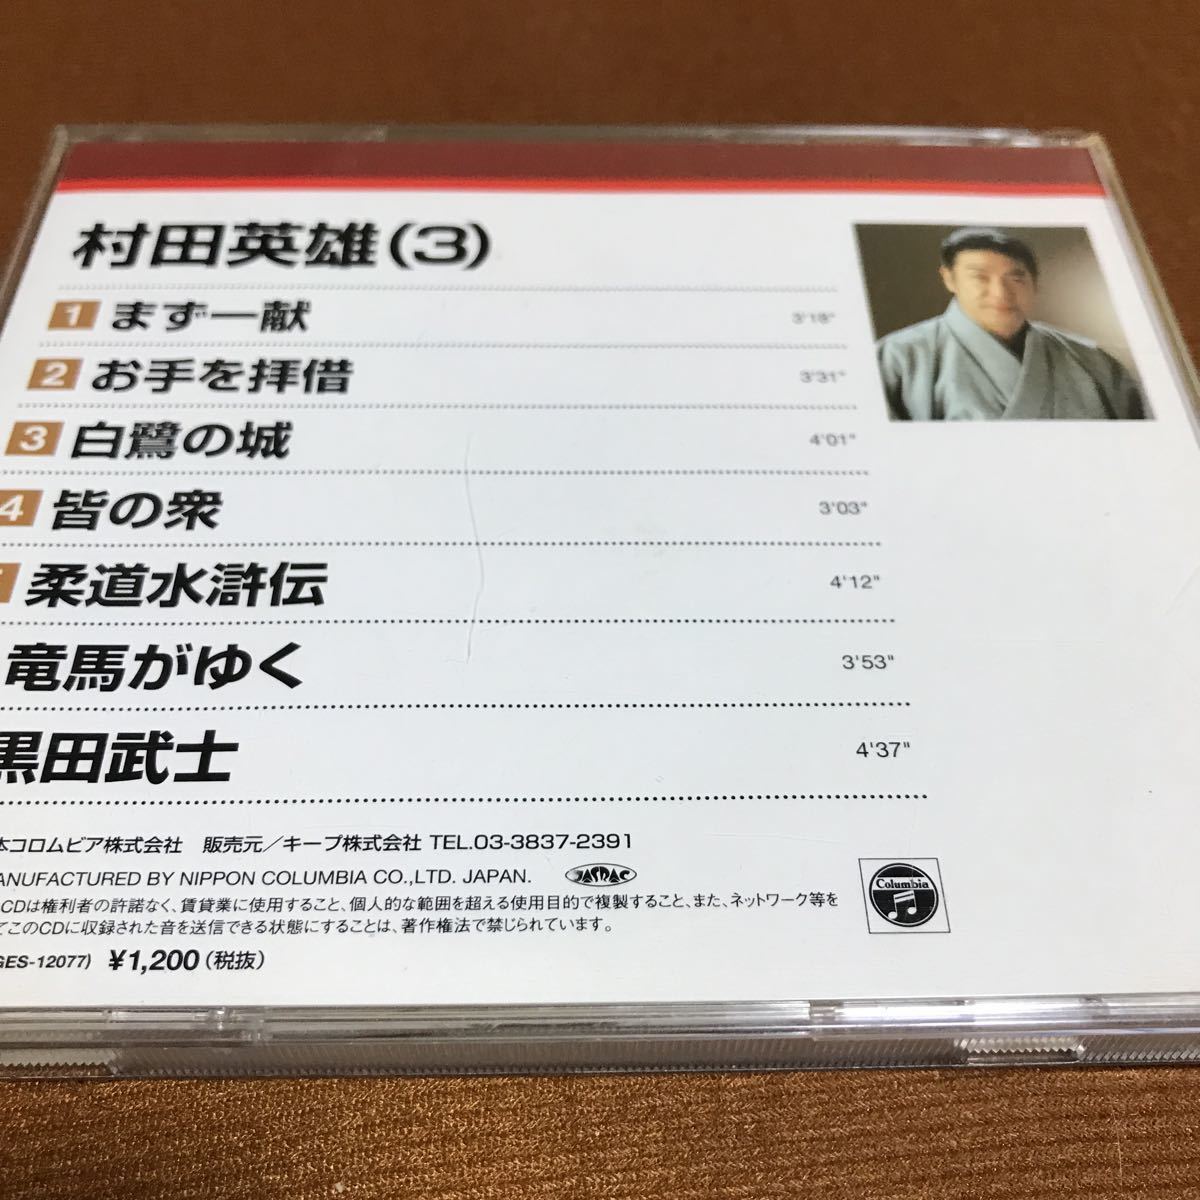 村田英雄(3)
1 まず一献 3'18"
2 お手を拝借 3'31"
3 白鷺の城 4'01"
4 皆の衆 3'03"
柔道水滸伝 4'12"
竜馬がゆく 3'53"
黒田武士 4'37"
本コロムビア株式会社 販売元／キープ株式会社 TEL.03-3837-2391
ANUFACTURED BY NIPPON COLUMBIA CO.,LTD. JAPAN. JASRAC
CDは権利者の許諾なく、賃貸業に使用すること、個人的な範囲を超える使用目的で複製すること、また、ネットワーク等を
てこのCDに収録された音を送信できる状態にすることは、著作権法で禁じられています。
GES-12077) ¥1,200(税抜)
Columbia